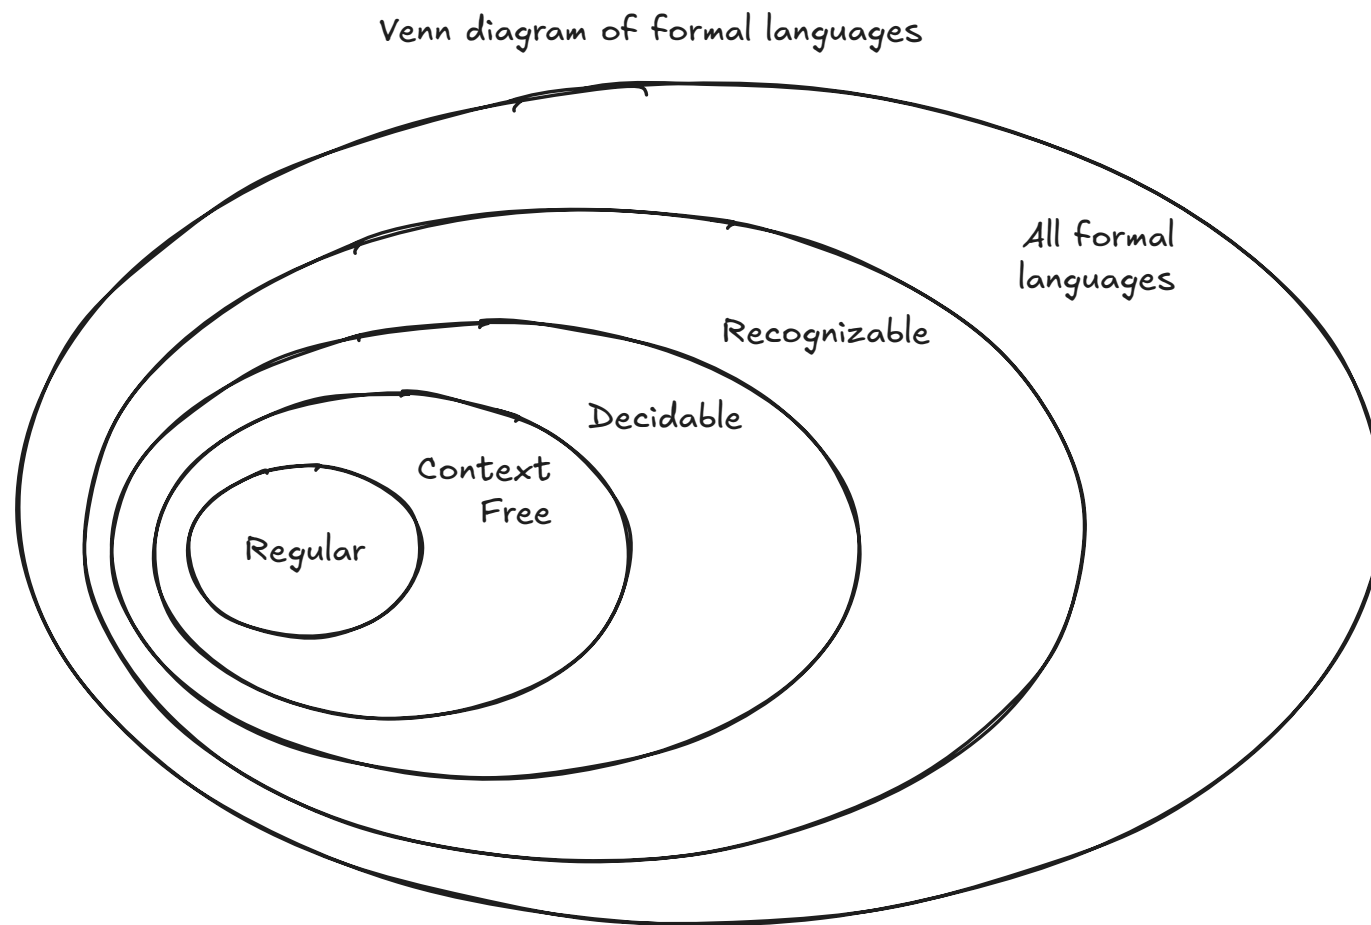 Venn diagram of formal languages
All formal
languages
Recognizable
Decidable
Context
Free
Regular